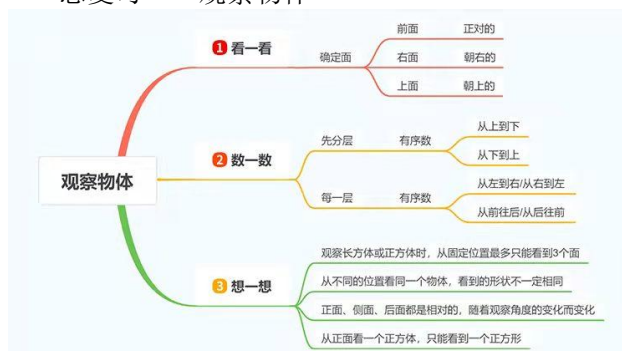 观察物体
1 看一看
确定面
前面 正对的
右面 朝右的
上面 朝上的
2 数一数
先分层 有序数
从上到下
从下到上
每一层 有序数
从左到右/从右到左
从前往后/从后往前
3 想一想
观察长方体或正方体时，从固定位置最多只能看到3个面
从不同的位置看同一个物体，看到的形状不一定相同
正面、侧面、后面都是相对的，随着观察角度的变化而变化
从正面看一个正方体，只能看到一个正方形